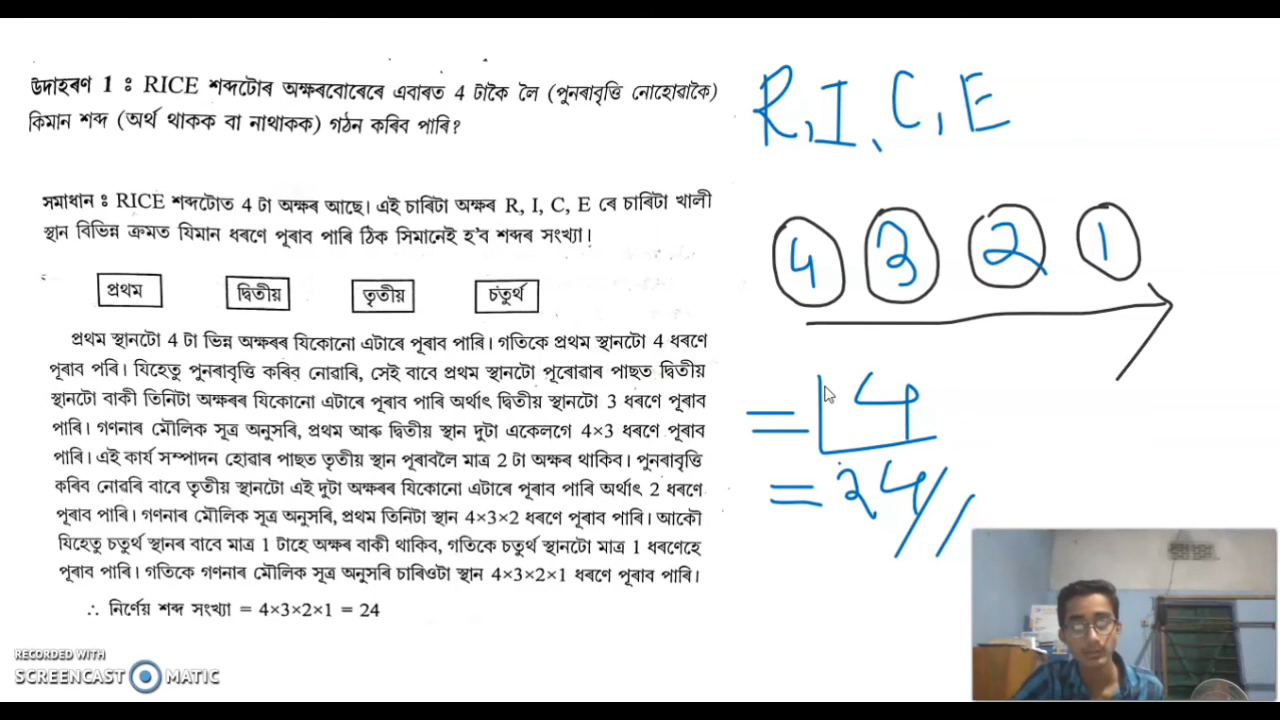 উদাহৰণ 1 : RICE শব্দটোৰ অক্ষৰবোৰেৰে এবাৰত 4 টাকৈ লৈ (পুনৰাবৃত্তি নোহোৱাকৈ)
কিমান শব্দ (অৰ্থ থাকক বা নাথাকক) গঠন কৰিব পাৰি?
সমাধান : RICE শব্দটোত 4 টা অক্ষৰ আছে। এই চাৰিটা অক্ষৰ R, I, C, E ৰে চাৰিটা খালী
স্থান বিভিন্ন ক্ৰমত যিমান ধৰণে পূৰাব পাৰি ঠিক সিমানেই হ'ব শব্দৰ সংখ্যা।
প্ৰথম দ্বিতীয় তৃতীয় চতুৰ্থ
প্ৰথম স্থানটো 4 টা ভিন্ন অক্ষৰৰ যিকোনো এটাৰে পূৰাব পাৰি। গতিকে প্ৰথম স্থানটো 4 ধৰণে
পূৰাব পৰি। যিহেতু পুনৰাবৃত্তি কৰিব নোৱাৰি, সেই বাবে প্ৰথম স্থানটো পূৰোৱাৰ পাছত দ্বিতীয়
স্থানটো বাকী তিনিটা অক্ষৰৰ যিকোনো এটাৰে পূৰাব পাৰি অৰ্থাৎ দ্বিতীয় স্থানটো 3 ধৰণে পূৰাব
পাৰি। গণনাৰ মৌলিক সূত্ৰ অনুসৰি, প্ৰথম আৰু দ্বিতীয় স্থান দুটা একেলগে 4×3 ধৰণে পূৰাব
পাৰি। এই কাৰ্য সম্পাদন হোৱাৰ পাছত তৃতীয় স্থান পূৰাবলৈ মাত্ৰ 2 টা অক্ষৰ থাকিব। পুনৰাবৃত্তি
কৰিব নোৱৰি বাবে তৃতীয় স্থানটো এই দুটা অক্ষৰৰ যিকোনো এটাৰে পূৰাব পাৰি অৰ্থাৎ 2 ধৰণে
পূৰাব পাৰি। গণনাৰ মৌলিক সূত্ৰ অনুসৰি, প্ৰথম তিনিটা স্থান 4×3×2 ধৰণে পূৰাব পাৰি। আকৌ
যিহেতু চতুৰ্থ স্থানৰ বাবে মাত্ৰ 1 টাহে অক্ষৰ বাকী থাকিব, গতিকে চতুৰ্থ স্থানটো মাত্ৰ 1 ধৰণেহে
পূৰাব পাৰি। গতিকে গণনাৰ মৌলিক সূত্ৰ অনুসৰি চাৰিওটা স্থান 4×3×2×1 ধৰণে পূৰাব পাৰি।
∴ নিৰ্ণেয় শব্দ সংখ্যা = 4×3×2×1 = 24
R, I, C, E
4 3 2 1
= |4
= 24//
RECORDED WITH
SCREENCAST MATIC